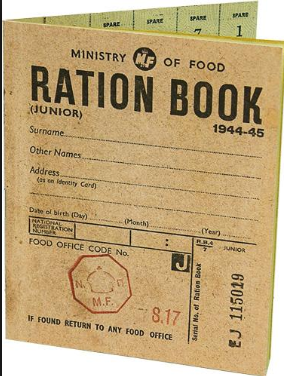 SPARE SPARE SPARE
7 1
MINISTRY MF OF FOOD
RATION BOOK
(JUNIOR)
1944-45
Surname
Other Names
Address
(as on Identity Card)
Date of birth (Day) (Month) (Year)
NATIONAL REGISTRATION NUMBER
:
R.B.4
JUNIOR
FOOD OFFICE CODE No.
J
N.
M.F.
8.17
Serial No. of Ration Book
EJ 115029
IF FOUND RETURN TO ANY FOOD OFFICE